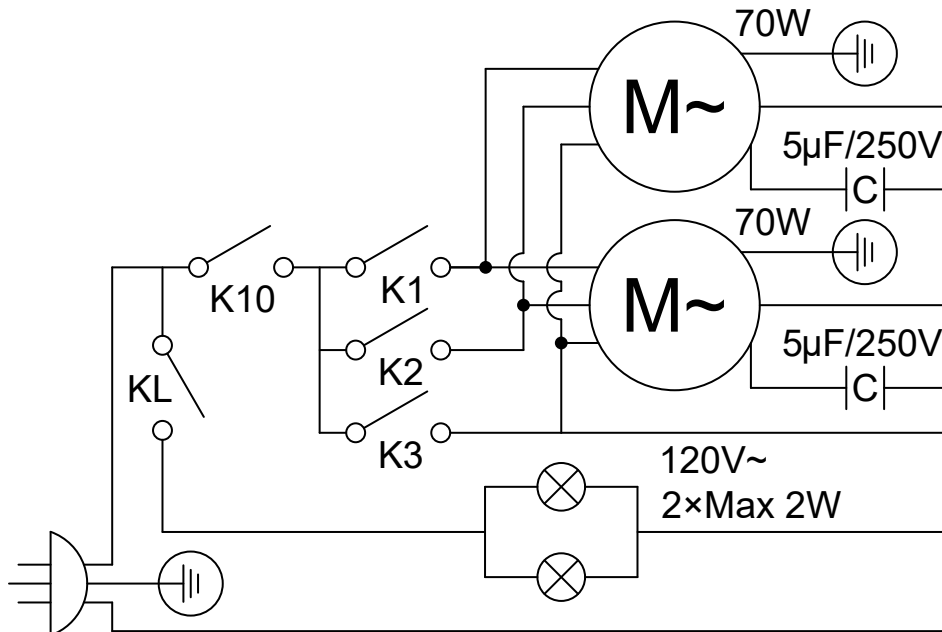 70W
M~
5μF/250V
C
70W
K10
K1
M~
K2
5μF/250V
KL
C
K3
120V~
2×Max 2W